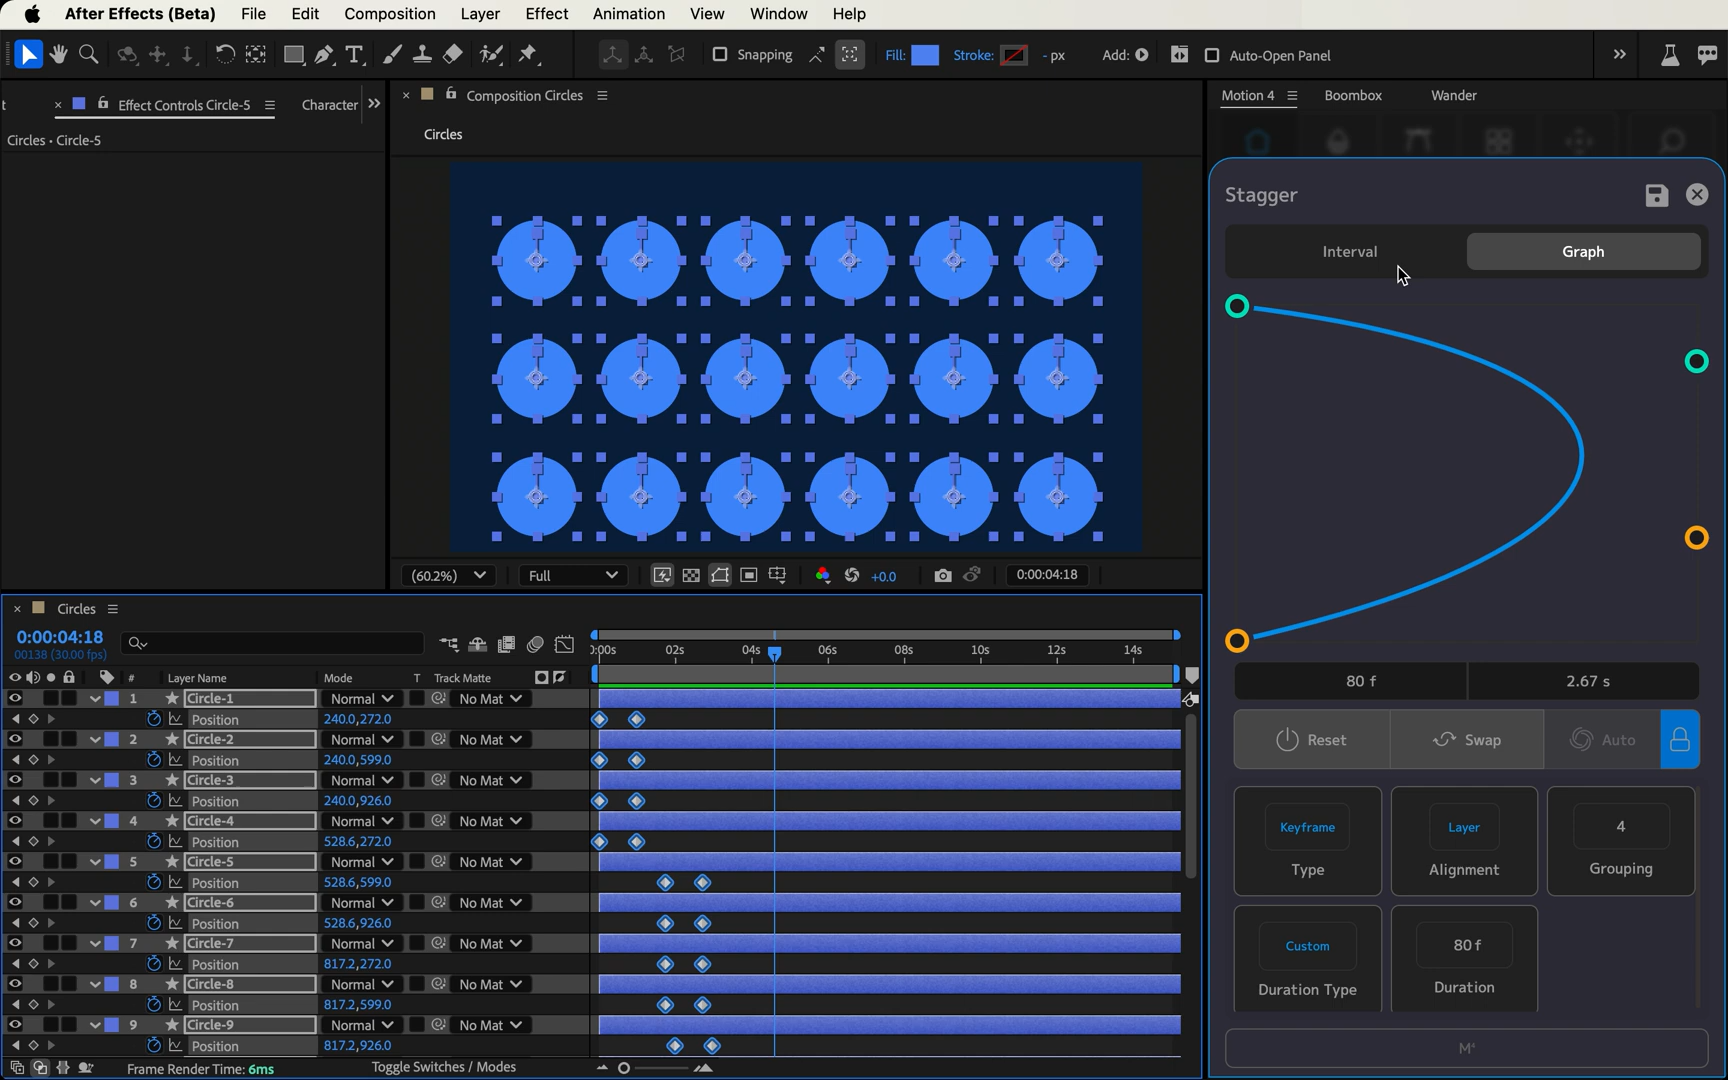 After Effects (Beta) File Edit Composition Layer Effect Animation View Window Help
Snapping Fill: Stroke: - px Add: Auto-Open Panel
t × Effect Controls Circle-5 Character
× Composition Circles
Motion 4 Boombox Wander
Circles • Circle-5
Circles
Stagger
Interval Graph
(60.2%) Full +0.0 0:00:04:18
80 f 2.67 s
Reset Swap Auto
Keyframe Type
Layer Alignment
4 Grouping
Custom Duration Type
80 f Duration
M⁴
× Circles
0:00:04:18
00138 (30.00 fps)
:00s 02s 04s 06s 08s 10s 12s 14s
# Layer Name Mode T Track Matte
1 Circle-1 Normal No Mat
Position 240.0,272.0
2 Circle-2 Normal No Mat
Position 240.0,599.0
3 Circle-3 Normal No Mat
Position 240.0,926.0
4 Circle-4 Normal No Mat
Position 528.6,272.0
5 Circle-5 Normal No Mat
Position 528.6,599.0
6 Circle-6 Normal No Mat
Position 528.6,926.0
7 Circle-7 Normal No Mat
Position 817.2,272.0
8 Circle-8 Normal No Mat
Position 817.2,599.0
9 Circle-9 Normal No Mat
Position 817.2,926.0
Frame Render Time: 6ms Toggle Switches / Modes